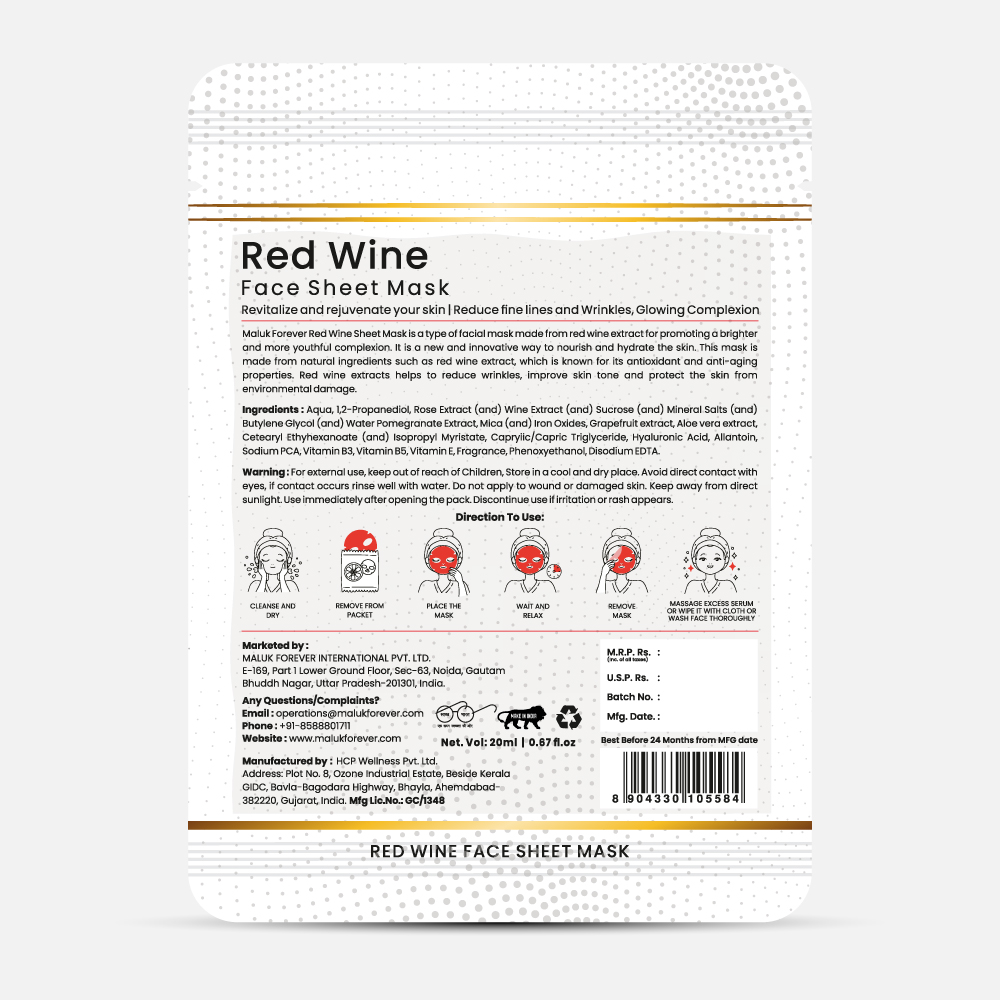 Red Wine
Face Sheet Mask
Revitalize and rejuvenate your skin | Reduce fine lines and Wrinkles, Glowing Complexion
Maluk Forever Red Wine Sheet Mask is a type of facial mask made from red wine extract for promoting a brighter
and more youthful complexion. It is a new and innovative way to nourish and hydrate the skin. This mask is
made from natural ingredients such as red wine extract, which is known for its antioxidant and anti-aging
properties. Red wine extracts helps to reduce wrinkles, improve skin tone and protect the skin from
environmental damage.
Ingredients : Aqua, 1,2-Propanediol, Rose Extract (and) Wine Extract (and) Sucrose (and) Mineral Salts (and)
Butylene Glycol (and) Water Pomegranate Extract, Mica (and) Iron Oxides, Grapefruit extract, Aloe vera extract,
Cetearyl Ethyhexanoate (and) Isopropyl Myristate, Caprylic/Capric Triglyceride, Hyaluronic Acid, Allantoin,
Sodium PCA, Vitamin B3, Vitamin B5, Vitamin E, Fragrance, Phenoxyethanol, Disodium EDTA.
Warning : For external use, keep out of reach of Children, Store in a cool and dry place. Avoid direct contact with
eyes, if contact occurs rinse well with water. Do not apply to wound or damaged skin. Keep away from direct
sunlight. Use immediately after opening the pack. Discontinue use if irritation or rash appears.
Direction To Use:
CLEANSE AND
DRY
REMOVE FROM
PACKET
PLACE THE
MASK
WAIT AND
RELAX
REMOVE
MASK
MASSAGE EXCESS SERUM
OR WIPE IT WITH CLOTH OR
WASH FACE THOROUGHLY
Marketed by :
MALUK FOREVER INTERNATIONAL PVT. LTD.
E-169, Part 1 Lower Ground Floor, Sec-63, Noida, Gautam
Bhuddh Nagar, Uttar Pradesh-201301, India.
Any Questions/Complaints?
Email : operations@malukforever.com
Phone : +91-8588801711
Website : www.malukforever.com
MAKE IN INDIA
Net. Vol: 20ml | 0.67 fl.oz
Manufactured by : HCP Wellness Pvt. Ltd.
Address: Plot No. 8, Ozone Industrial Estate, Beside Kerala
GIDC, Bavla-Bagodara Highway, Bhayla, Ahemdabad-
382220, Gujarat, India. Mfg Lic.No.: GC/1348
M.R.P. Rs. :
(Inc. of all taxes)
U.S.P. Rs. :
Batch No. :
Mfg. Date. :
Best Before 24 Months from MFG date
8 904330 105584
RED WINE FACE SHEET MASK